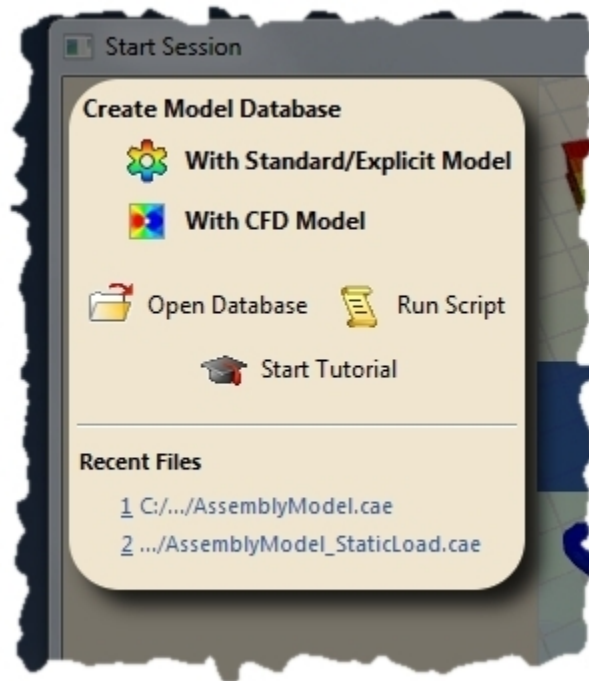 Start Session
Create Model Database
With Standard/Explicit Model
With CFD Model
Open Database Run Script
Start Tutorial
Recent Files
1 C:/.../AssemblyModel.cae
2 .../AssemblyModel_StaticLoad.cae